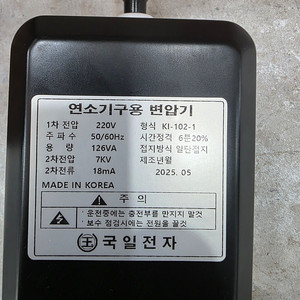 연소기구용 변압기
1차 전압 220V 형식 KI-102-1
주 파 수 50/60Hz 시간정격 6분20%
용 량 126VA 접지방식 일단접지
2차전압 7KV 제조년월
2차전류 18mA 2025. 05
MADE IN KOREA
주 의
· 운전중에는 충전부를 만지지 말것
· 보수 점검시에는 전원을 끌것
국일전자